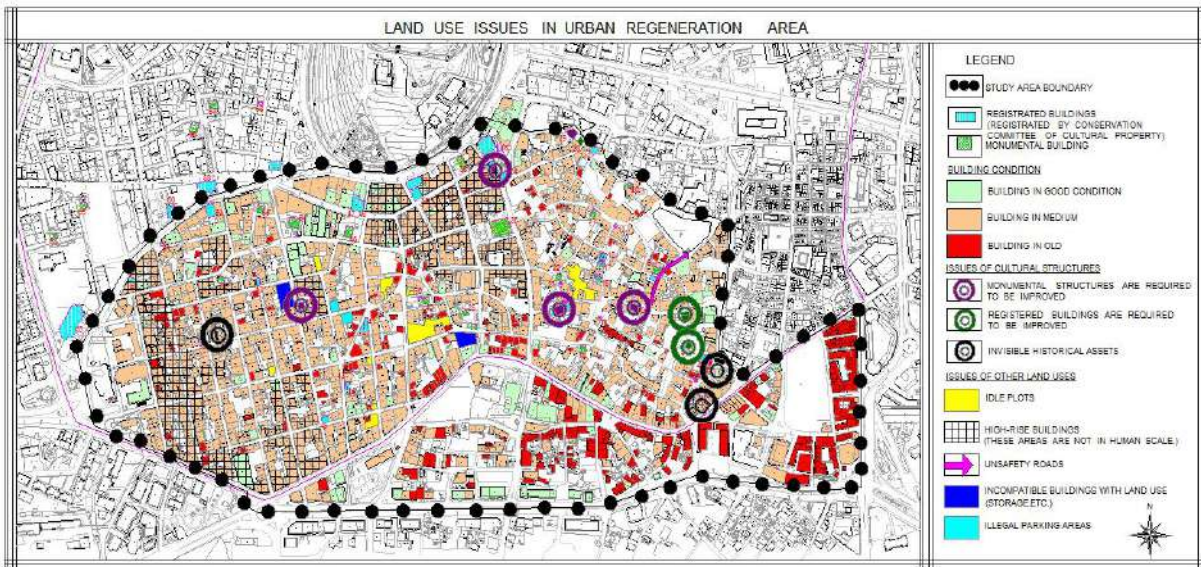 LAND USE ISSUES IN URBAN REGENERATION AREA
LEGEND
STUDY AREA BOUNDARY
REGISTRATED BUILDINGS
(REGISTRATED BY CONSERVATION
COMMITTEE OF CULTURAL PROPERTY)
MONUMENTAL BUILDING
BUILDING CONDITION
BUILDING IN GOOD CONDITION
BUILDING IN MEDIUM
BUILDING IN OLD
ISSUES OF CULTURAL STRUCTURES
MONUMENTAL STRUCTURES ARE REQUIRED
TO BE IMPROVED
REGISTERED BUILDINGS ARE REQUIRED
TO BE IMPROVED
INVISIBLE HISTORICAL ASSETS
ISSUES OF OTHER LAND USES
IDLE PLOTS
HIGH-RISE BUILDINGS
(THESE AREAS ARE NOT IN HUMAN SCALE.)
UNSAFETY ROADS
INCOMPATIBLE BUILDINGS WITH LAND USE
(STORAGE,ETC.)
ILLEGAL PARKING AREAS
N